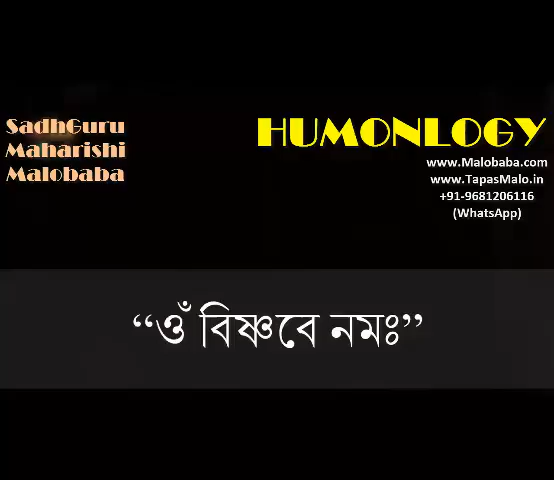 SadhGuru
Maharishi
Malobaba
HUMONLOGY
www.Malobaba.com
www.TapasMalo.in
+91-9681206116
(WhatsApp)
“ওঁ বিষ্ণবে নমঃ”